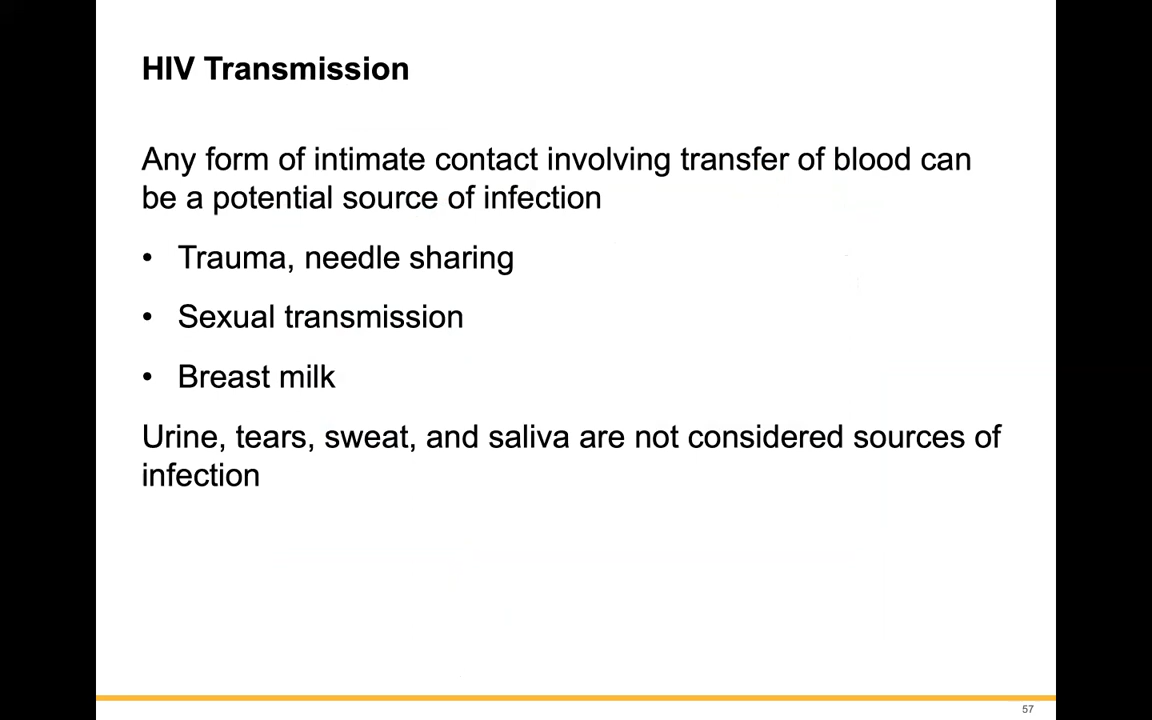 HIV Transmission
Any form of intimate contact involving transfer of blood can
be a potential source of infection
• Trauma, needle sharing
• Sexual transmission
• Breast milk
Urine, tears, sweat, and saliva are not considered sources of
infection
57